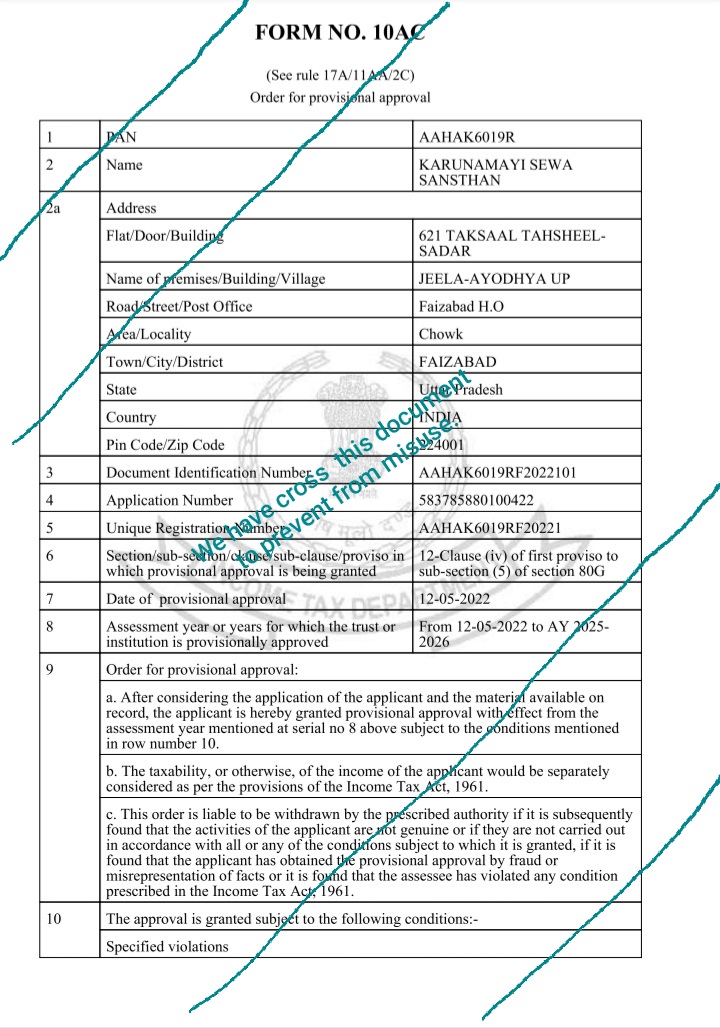 FORM NO. 10AC
(See rule 17A/11AA/2C)
Order for provisional approval
1 PAN AAHAK6019R
2 Name KARUNAMAYI SEWA
SANSTHAN
2a Address
Flat/Door/Building 621 TAKSAAL TAHSHEEL-
SADAR
Name of premises/Building/Village JEELA-AYODHYA UP
Road/Street/Post Office Faizabad H.O
Area/Locality Chowk
Town/City/District FAIZABAD
State Uttar Pradesh
Country INDIA
Pin Code/Zip Code 224001
3 Document Identification Number AAHAK6019RF2022101
4 Application Number 583785880100422
5 Unique Registration Number AAHAK6019RF20221
6 Section/sub-section/clause/sub-clause/proviso in
which provisional approval is being granted 12-Clause (iv) of first proviso to
sub-section (5) of section 80G
7 Date of provisional approval 12-05-2022
8 Assessment year or years for which the trust or
institution is provisionally approved From 12-05-2022 to AY 2025-
2026
9 Order for provisional approval:
a. After considering the application of the applicant and the material available on
record, the applicant is hereby granted provisional approval with effect from the
assessment year mentioned at serial no 8 above subject to the conditions mentioned
in row number 10.
b. The taxability, or otherwise, of the income of the applicant would be separately
considered as per the provisions of the Income Tax Act, 1961.
c. This order is liable to be withdrawn by the prescribed authority if it is subsequently
found that the activities of the applicant are not genuine or if they are not carried out
in accordance with all or any of the conditions subject to which it is granted, if it is
found that the applicant has obtained the provisional approval by fraud or
misrepresentation of facts or it is found that the assessee has violated any condition
prescribed in the Income Tax Act, 1961.
10 The approval is granted subject to the following conditions:-
Specified violations
We have cross this document
to prevent from misuse.
INCOME TAX DEPARTMENT